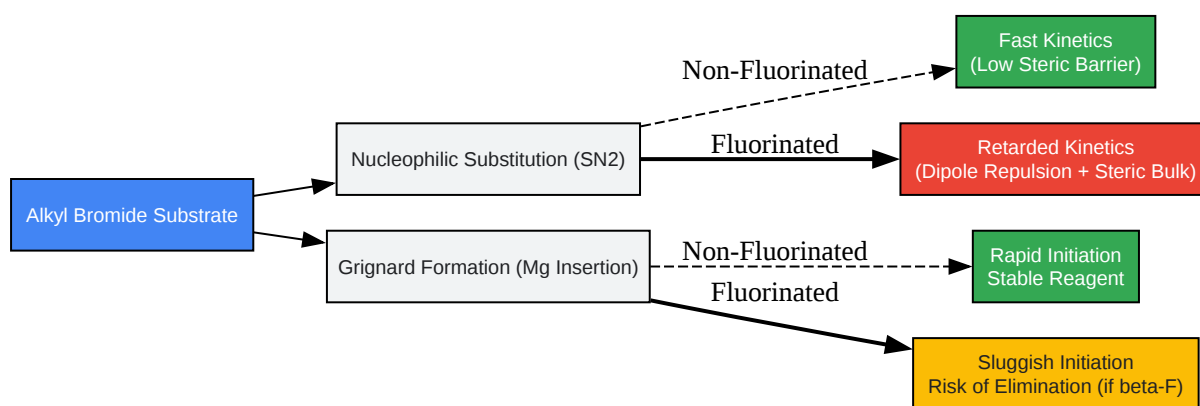 Alkyl Bromide Substrate
Nucleophilic Substitution (SN2)
Non-Fluorinated
Fast Kinetics
(Low Steric Barrier)
Fluorinated
Retarded Kinetics
(Dipole Repulsion + Steric Bulk)
Grignard Formation (Mg Insertion)
Non-Fluorinated
Rapid Initiation
Stable Reagent
Fluorinated
Sluggish Initiation
Risk of Elimination (if beta-F)